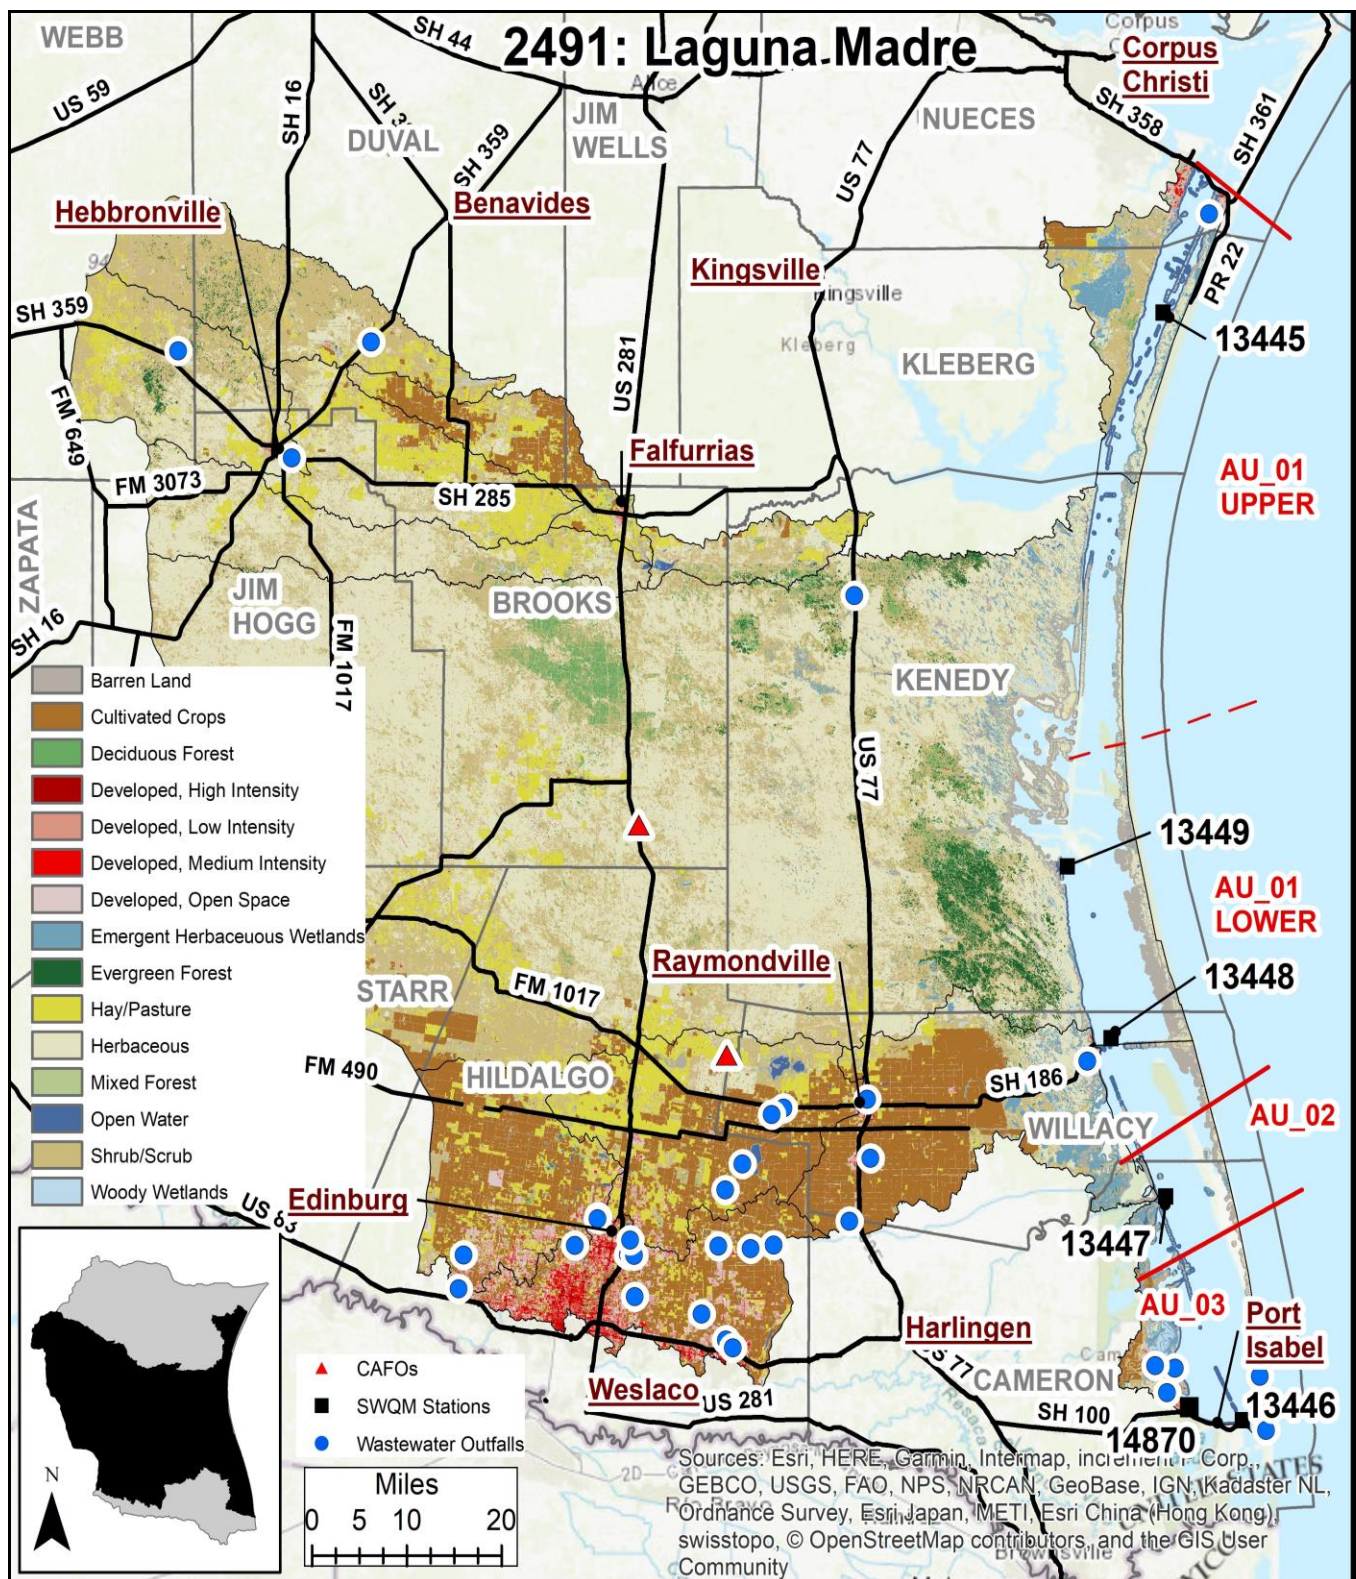 2491: Laguna Madre
WEBB
US 59
SH 16
SH 44
DUVAL
SH 359
Alice
JIM
WELLS
NUECES
US 77
Corpus
Corpus
Christi
SH 358
SH 361
Hebbronville
Benavides
Kingsville
Kingsville
Kleberg
KLEBERG
PR 22
13445
94
SH 359
US 281
FM 649
Falfurrias
FM 3073
SH 285
AU_01
UPPER
ZAPATA
JIM
HOGG
BROOKS
SH 16
FM 1017
KENEDY
US 77
Barren Land
Cultivated Crops
Deciduous Forest
Developed, High Intensity
Developed, Low Intensity
Developed, Medium Intensity
Developed, Open Space
Emergent Herbaceuous Wetlands
Evergreen Forest
Hay/Pasture
Herbaceous
Mixed Forest
Open Water
Shrub/Scrub
Woody Wetlands
13449
AU_01
LOWER
Raymondville
13448
STARR
FM 1017
FM 490
HILDALGO
SH 186
WILLACY
AU_02
Edinburg
US 83
13447
AU_03
Port
Isabel
Harlingen
US 77
CAMERON
13446
Weslaco
US 281
SH 100
14870
N
CAFOs
SWQM Stations
Wastewater Outfalls
Miles
0 5 10 20
Sources: Esri, HERE, Garmin, Intermap, increment P Corp.,
GEBCO, USGS, FAO, NPS, NRCAN, GeoBase, IGN, Kadaster NL,
Ordnance Survey, Esri Japan, METI, Esri China (Hong Kong),
swisstopo, © OpenStreetMap contributors, and the GIS User
Community
UNITED STATES
Brownsville